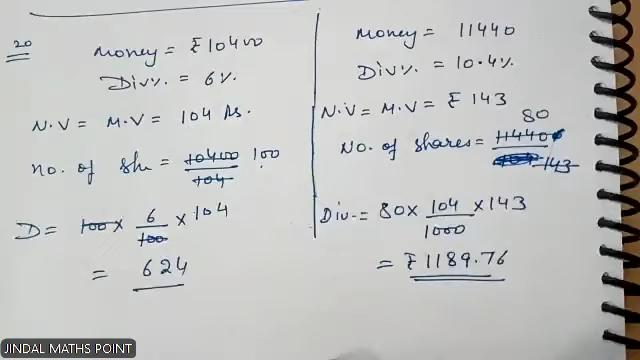 20
Money = ₹10400
Div% = 6%
N.V = M.V = 104 Rs.
No. of sh = 10400/104 100
D = 100 × 6/100 × 104
= 624
Money = 11440
Div% = 10.4%
N.V = M.V = ₹143
80
No. of shares = 11440/143
Div = 80 × 104/1000 × 143
= ₹1189.76
JINDAL MATHS POINT